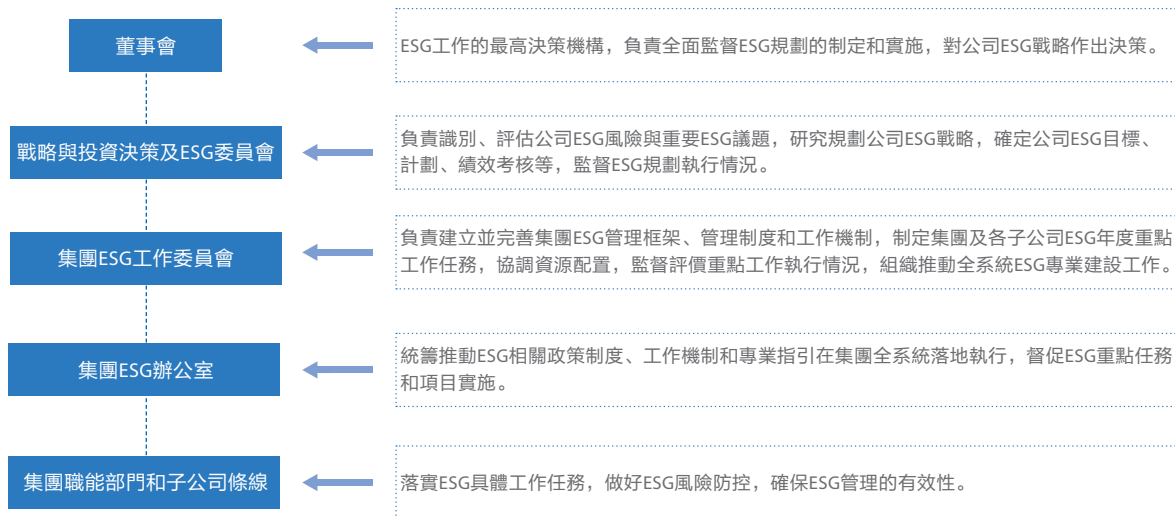 董事會
ESG工作的最高決策機構，負責全面監督ESG規劃的制定和實施，對公司ESG戰略作出決策。
戰略與投資決策及ESG委員會
負責識別、評估公司ESG風險與重要ESG議題，研究規劃公司ESG戰略，確定公司ESG目標、
計劃、績效考核等，監督ESG規劃執行情況。
集團ESG工作委員會
負責建立並完善集團ESG管理框架、管理制度和工作機制，制定集團及各子公司ESG年度重點
工作任務，協調資源配置，監督評價重點工作執行情況，組織推動全系統ESG專業建設工作。
集團ESG辦公室
統籌推動ESG相關政策制度、工作機制和專業指引在集團全系統落地執行，督促ESG重點任務
和項目實施。
集團職能部門和子公司條線
落實ESG具體工作任務，做好ESG風險防控，確保ESG管理的有效性。